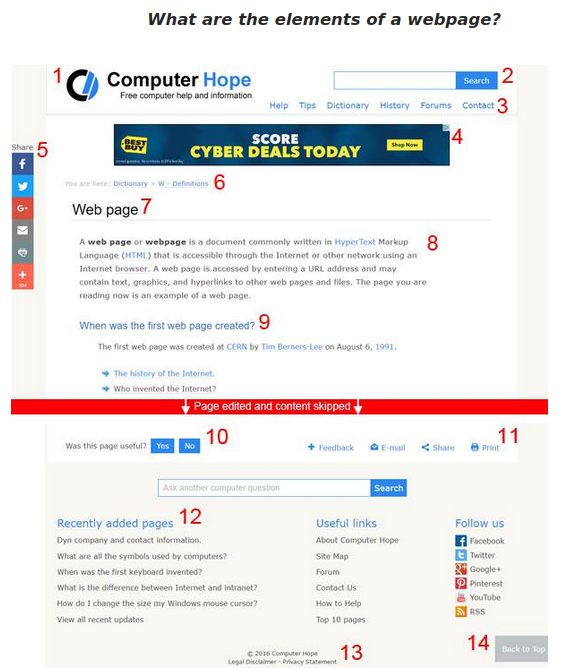 What are the elements of a webpage?
1
Computer Hope
Free computer help and information
Search
2
Help Tips Dictionary History Forums Contact
3
BEST BUY
SCORE
CYBER DEALS TODAY
Shop Now
4
Share
5
f
G+
You are here: Dictionary > W - Definitions
6
Web page
7
A web page or webpage is a document commonly written in HyperText Markup
Language (HTML) that is accessible through the Internet or other network using an
Internet browser. A web page is accessed by entering a URL address and may
contain text, graphics, and hyperlinks to other web pages and files. The page you are
reading now is an example of a web page.
8
When was the first web page created?
9
The first web page was created at CERN by Tim Berners-Lee on August 6, 1991.
The history of the Internet.
Who invented the Internet?
Page edited and content skipped
Was this page useful? Yes No
10
Feedback E-mail Share Print
11
Ask another computer question Search
Recently added pages
12
Dyn company and contact information.
What are all the symbols used by computers?
When was the first keyboard invented?
What is the difference between Internet and intranet?
How do I change the size my Windows mouse cursor?
View all recent updates
Useful links
About Computer Hope
Site Map
Forum
Contact Us
How to Help
Top 10 pages
Follow us
Facebook
Twitter
Google+
Pinterest
YouTube
RSS
© 2016 Computer Hope
Legal Disclaimer - Privacy Statement
13
14
Back to Top